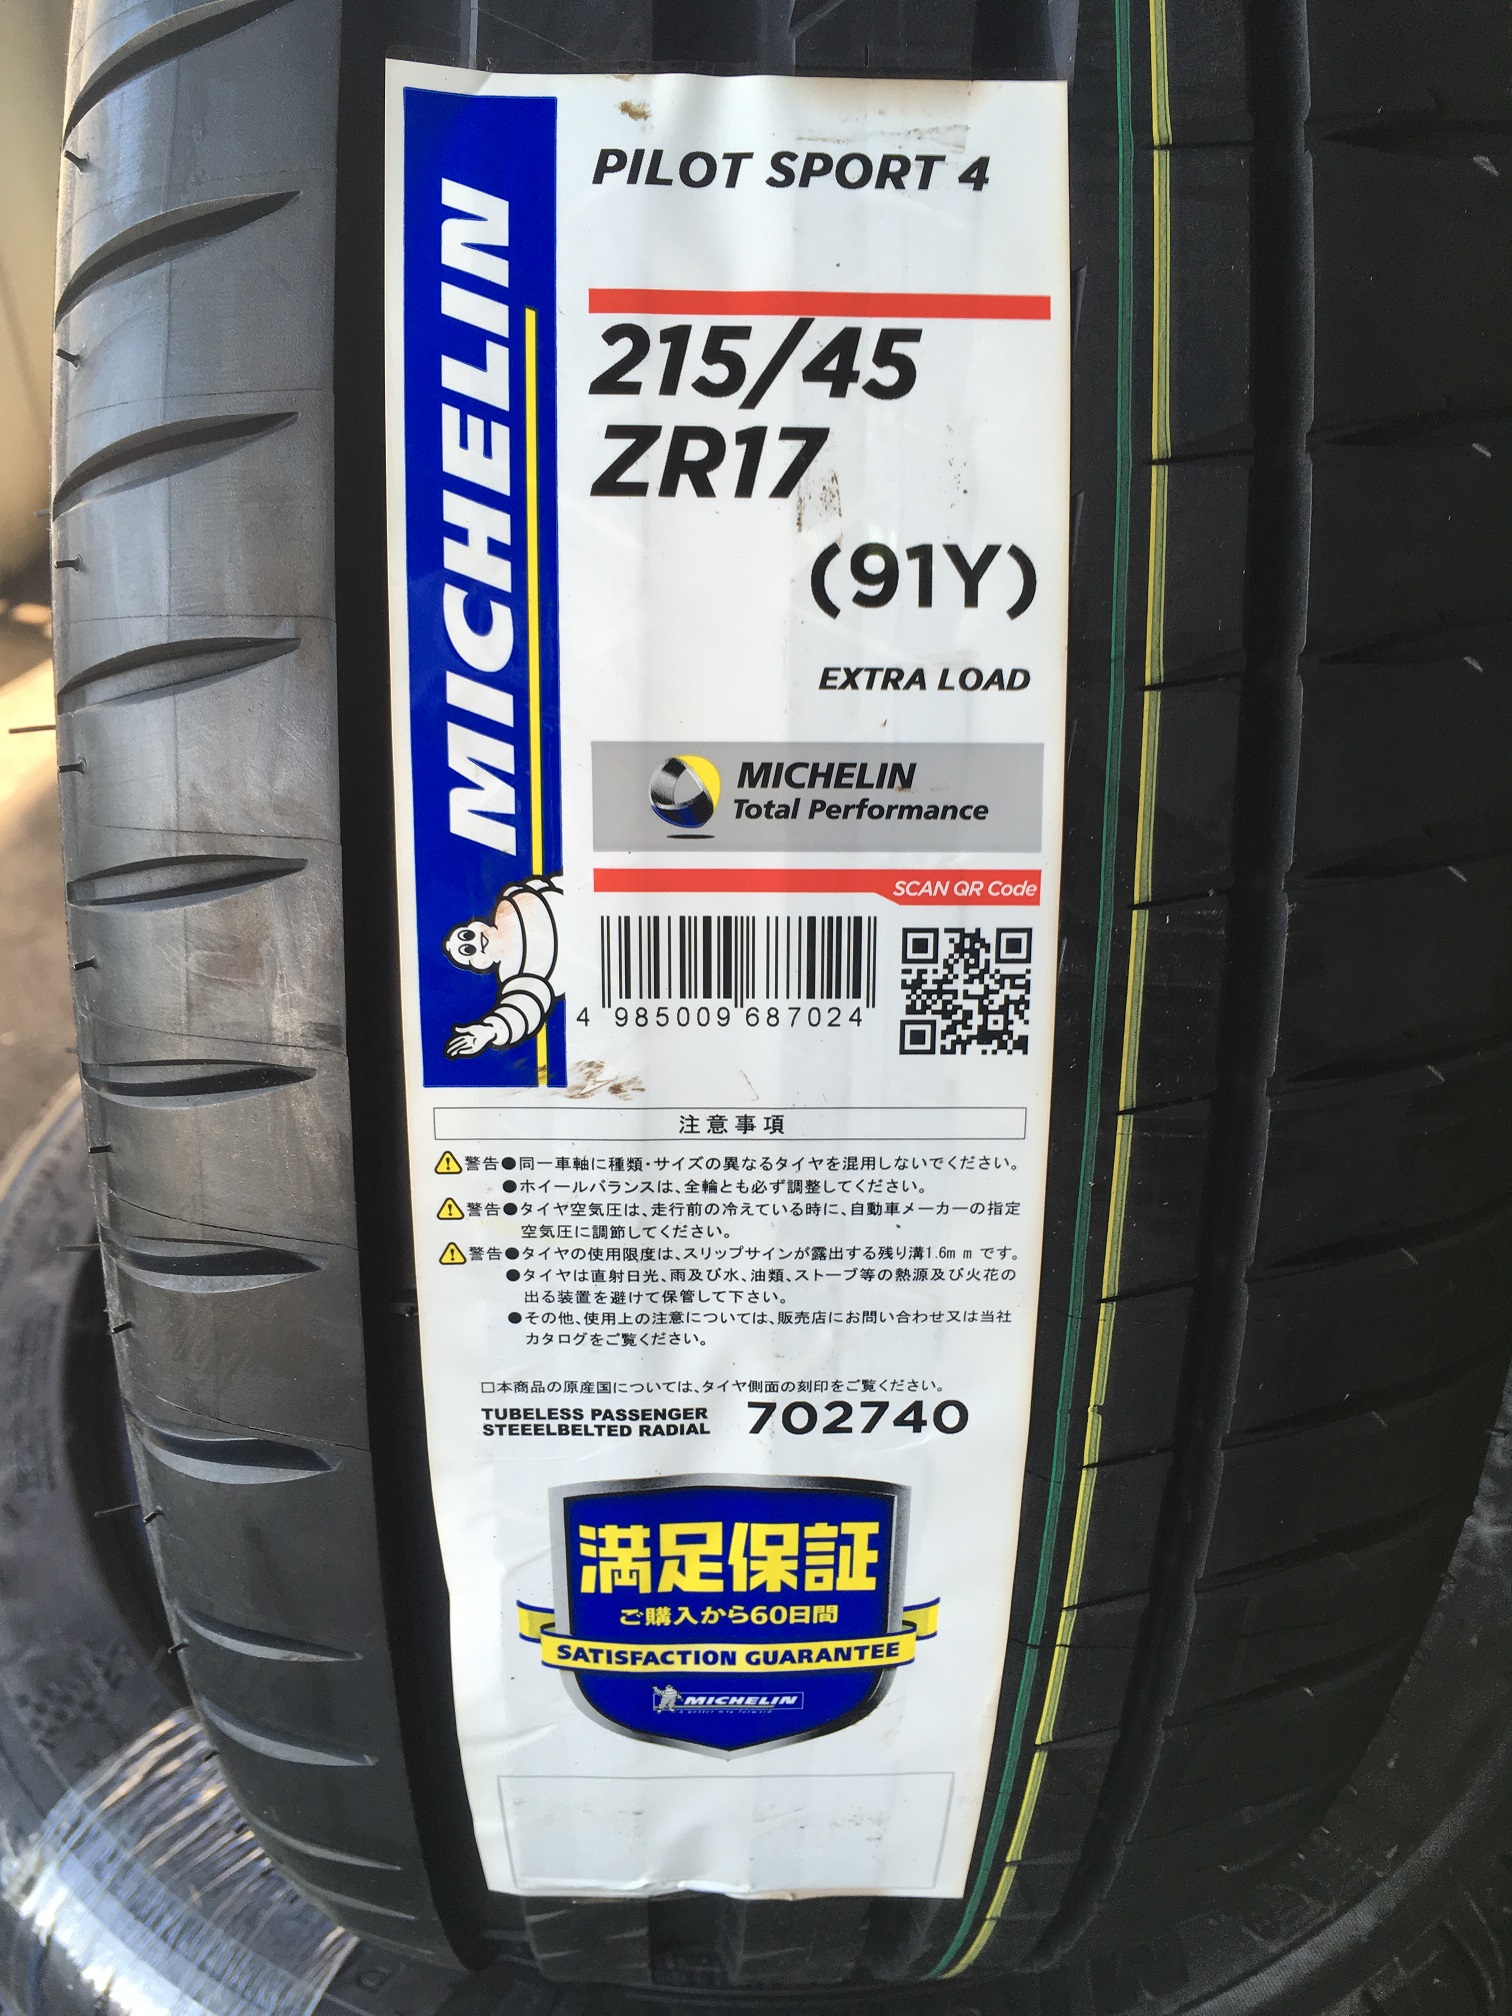 MICHELIN
PILOT SPORT 4
215/45
ZR17
(91Y)
EXTRA LOAD
MICHELIN
Total Performance
SCAN QR Code
4 985009 687024
注意事項
警告●同一車軸に種類・サイズの異なるタイヤを混用しないでください。
●ホイールバランスは、全輪とも必ず調整してください。
警告●タイヤ空気圧は、走行前の冷えている時に、自動車メーカーの指定
空気圧に調節してください。
警告●タイヤの使用限度は、スリップサインが露出する残り溝1.6mmです。
●タイヤは直射日光、雨及び水、油類、ストーブ等の熱源及び火花の
出る装置を避けて保管して下さい。
●その他、使用上の注意については、販売店にお問い合わせ又は当社
カタログをご覧ください。
□本商品の原産国については、タイヤ側面の刻印をご覧ください。
TUBELESS PASSENGER
STEEELBELTED RADIAL
702740
満足保証
ご購入から60日間
SATISFACTION GUARANTEE
MICHELIN
A better way forward